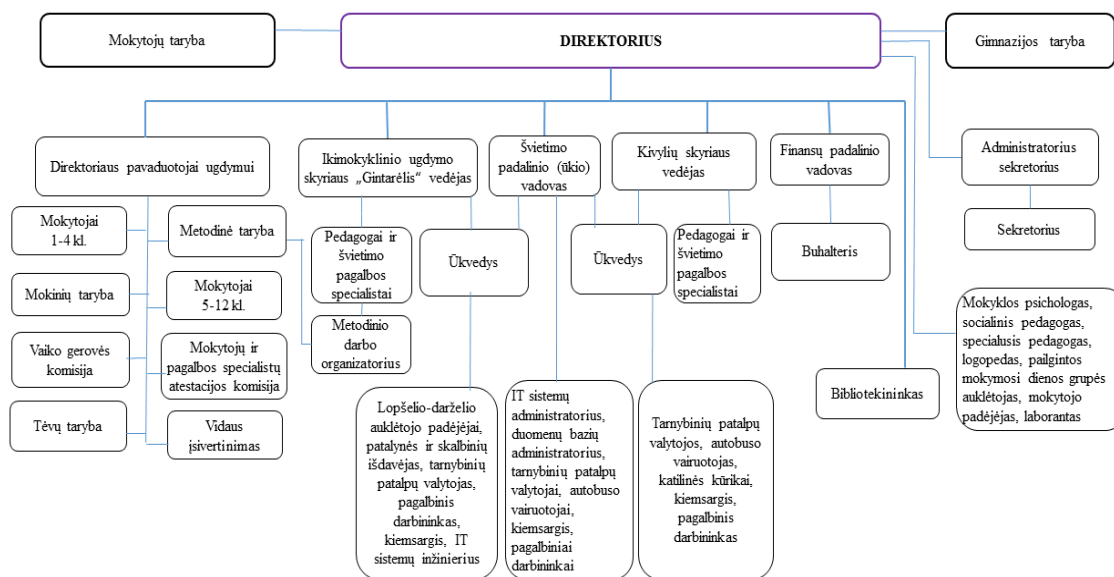 Mokytojų taryba
DIREKTORIUS
Gimnazijos taryba
Direktoriaus pavaduotojai ugdymui
Ikimokyklinio ugdymo
skyriaus „Gintarėlis“ vedėjas
Švietimo
padalinio (ūkio)
vadovas
Kivylių skyriaus
vedėjas
Finansų padalinio
vadovas
Administratorius
sekretorius
Sekretorius
Mokytojai
1-4 kl.
Metodinė taryba
Mokinių taryba
Mokytojai
5-12 kl.
Vaiko gerovės
komisija
Mokytojų ir
pagalbos specialistų
atestacijos komisija
Tėvų taryba
Vidaus
įsivertinimas
Pedagogai ir
švietimo
pagalbos
specialistai
Metodinio
darbo
organizatorius
Ūkvedys
Ūkvedys
Pedagogai ir
švietimo
pagalbos
specialistai
Buhalteris
Mokyklos psichologas,
socialinis pedagogas,
specialusis pedagogas,
logopedas, pailgintos
mokymosi dienos grupės
auklėtojas, mokytojo
padėjėjas, laborantas
Bibliotekininkas
Lopšelio-darželio
auklėtojo padėjėjai,
patalynės ir skalbinių
išdavėjas, tarnybinių
patalpų valytojas,
pagalbinis
darbininkas,
kiemsargis, IT
sistemų inžinierius
IT sistemų
administratorius,
duomenų bazių
administratorius,
tarnybinių patalpų
valytojai, autobuso
vairuotojai,
kiemsargis,
pagalbiniai
darbininkai
Tarnybinių patalpų
valytojos, autobuso
vairuotojas,
katilinės kūrikai,
kiemsargis,
pagalbinis
darbininkas